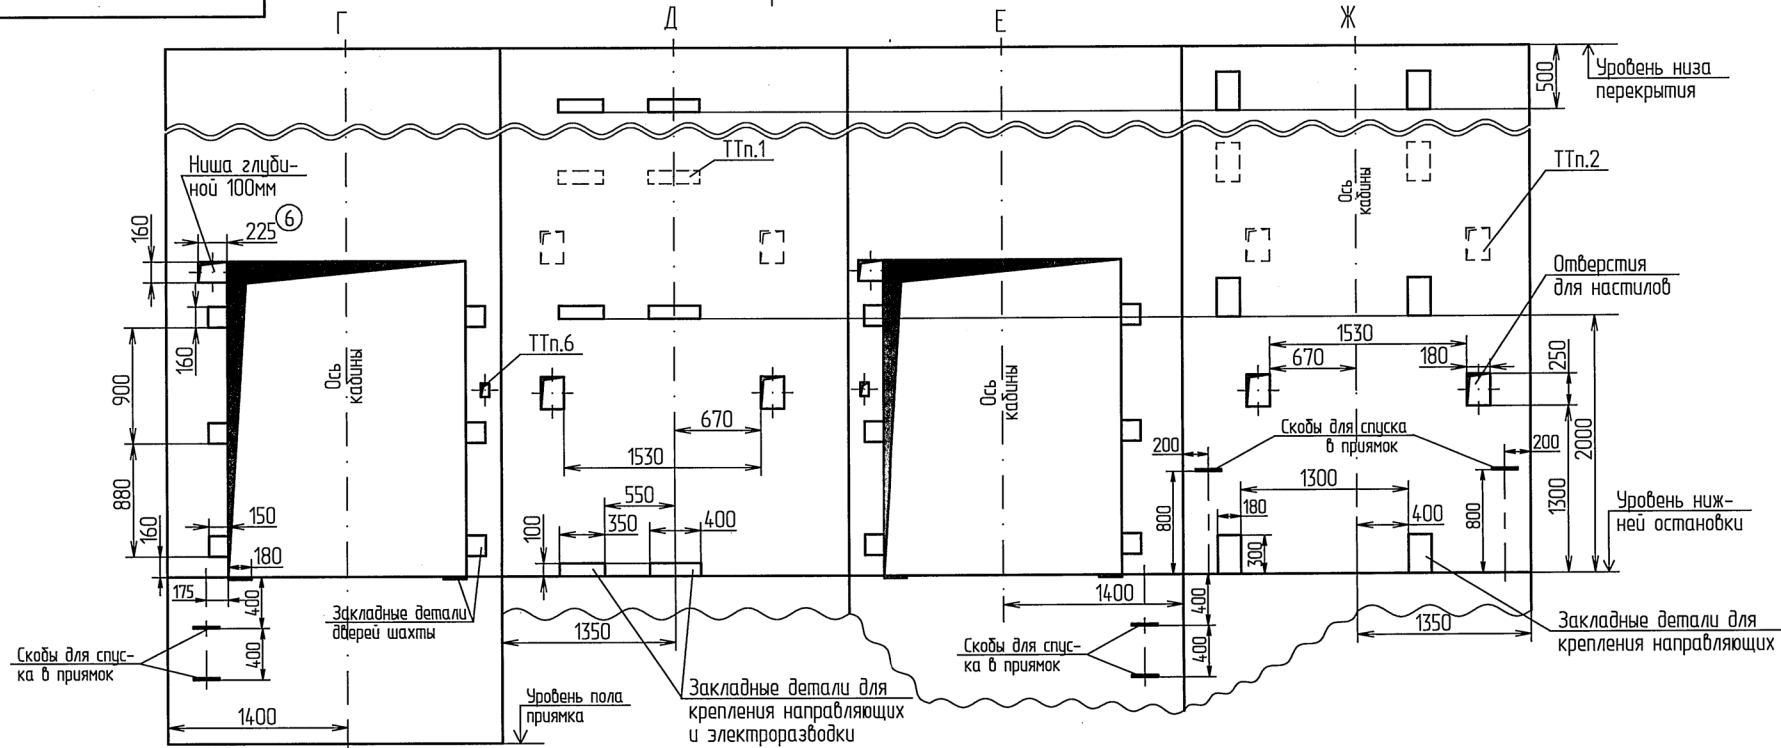 Г
Д
Е
Ж
500
Уровень низа
перекрытия
Ниша глуби-
ной 100мм
ТТп.1
ТТп.2
Ось
кабины
160
225
6
Отверстия
для настилов
160
900
Ось
кабины
ТТп.6
Ось
кабины
1530
670
180
250
670
1530
Скобы для спуска
в приямок
200
200
2000
1300
880
160
150
180
550
350
400
100
800
1300
180
400
300
800
Уровень ниж-
ней остановки
175
400
400
Закладные детали
дверей шахты
1350
1400
400
400
1350
Закладные детали для
крепления направляющих
Скобы для спус-
ка в приямок
Скобы для спус-
ка в приямок
1400
Уровень пола
приямка
Закладные детали для
крепления направляющих
и электроразводки